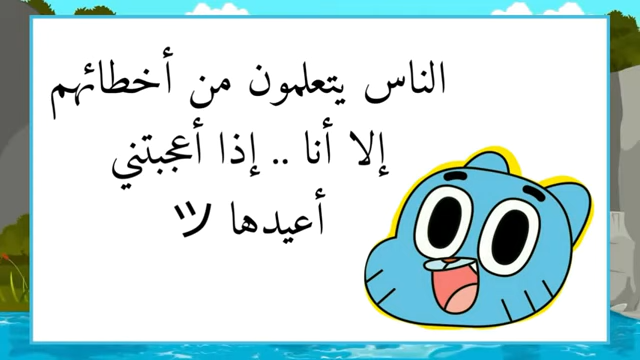 الناس يتعلمون من أخطائهم
إلا أنا .. إذا أعجبتني
أعيدها ツ